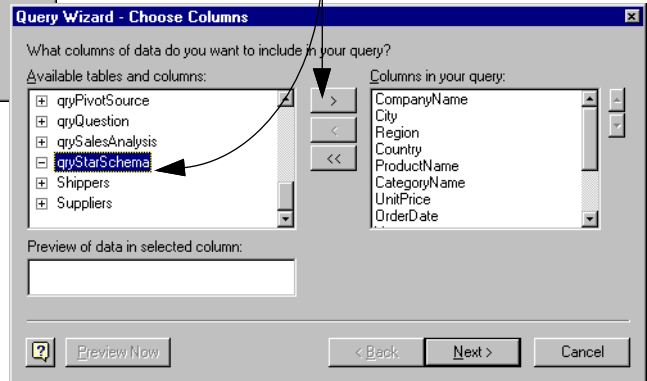 Query Wizard - Choose Columns
What columns of data do you want to include in your query?
Available tables and columns:
Columns in your query:
qryPivotSource
qryQuestion
qrySalesAnalysis
qryStarSchema
Shippers
Suppliers
>
<
<<
CompanyName
City
Region
Country
ProductName
CategoryName
UnitPrice
OrderDate
Preview of data in selected column:
?
Preview Now
< Back
Next >
Cancel